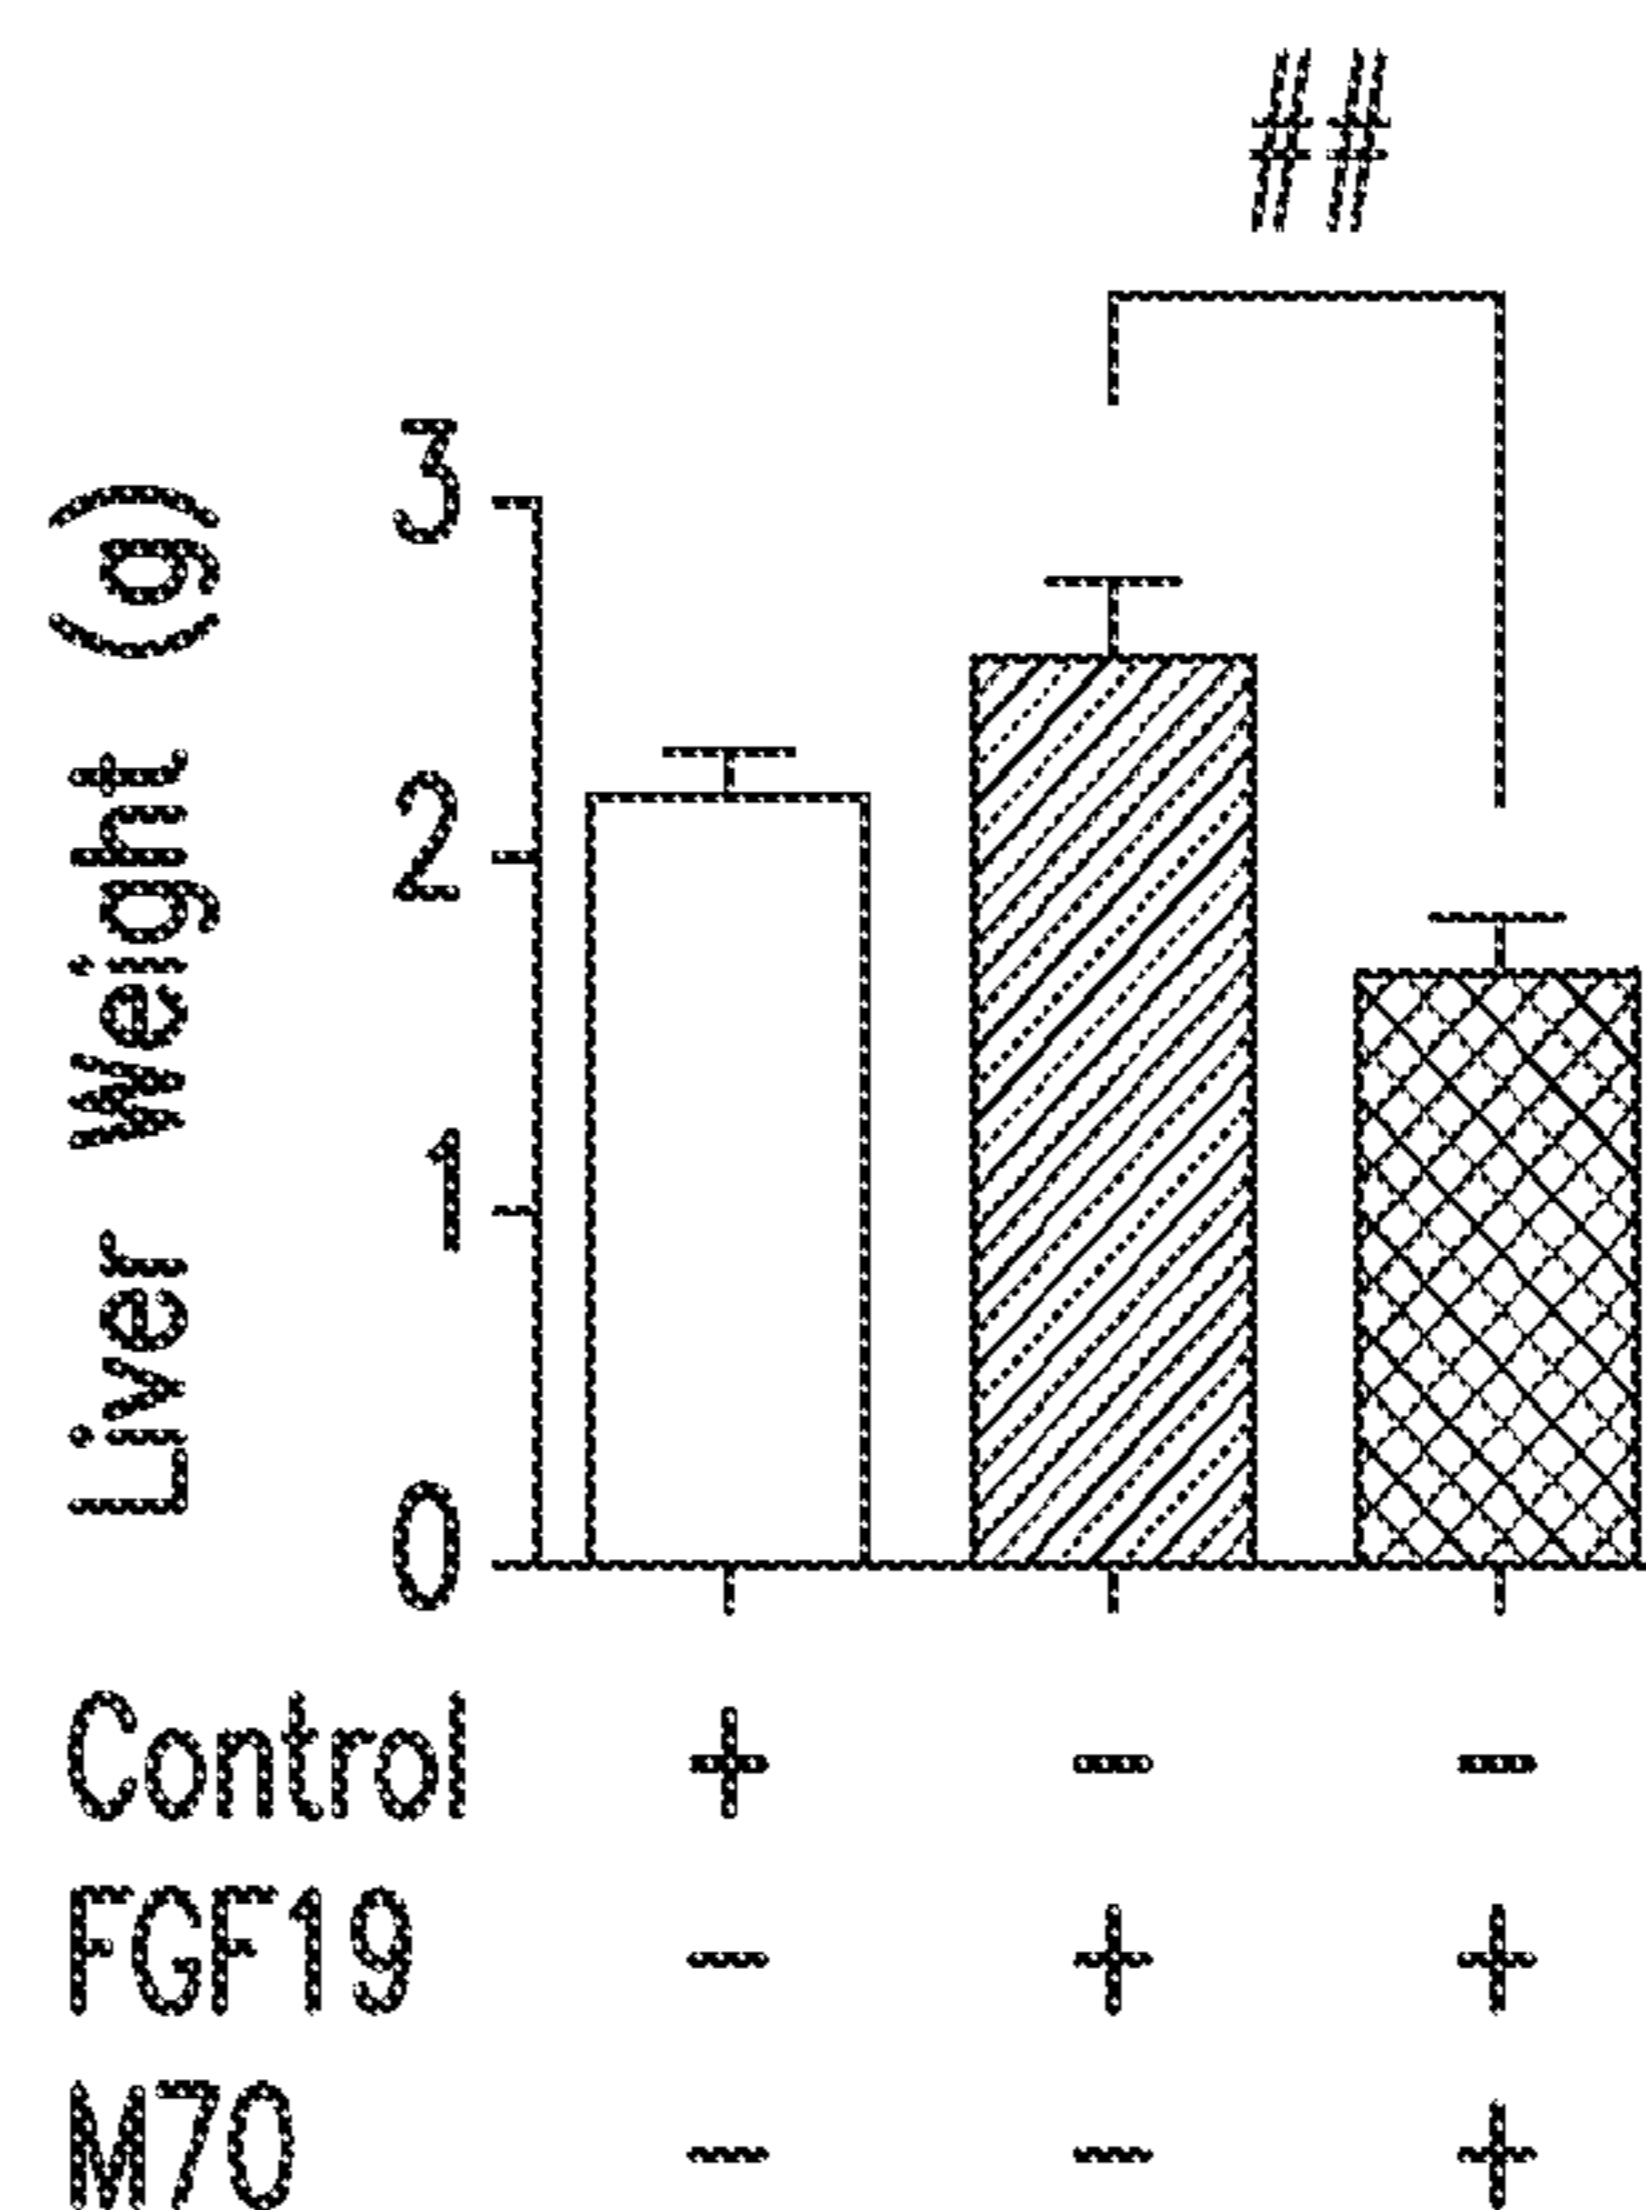 ##
Liver Weight (g)
3
2
1
0
Control + - -
FGF19 - + +
M70 - - +